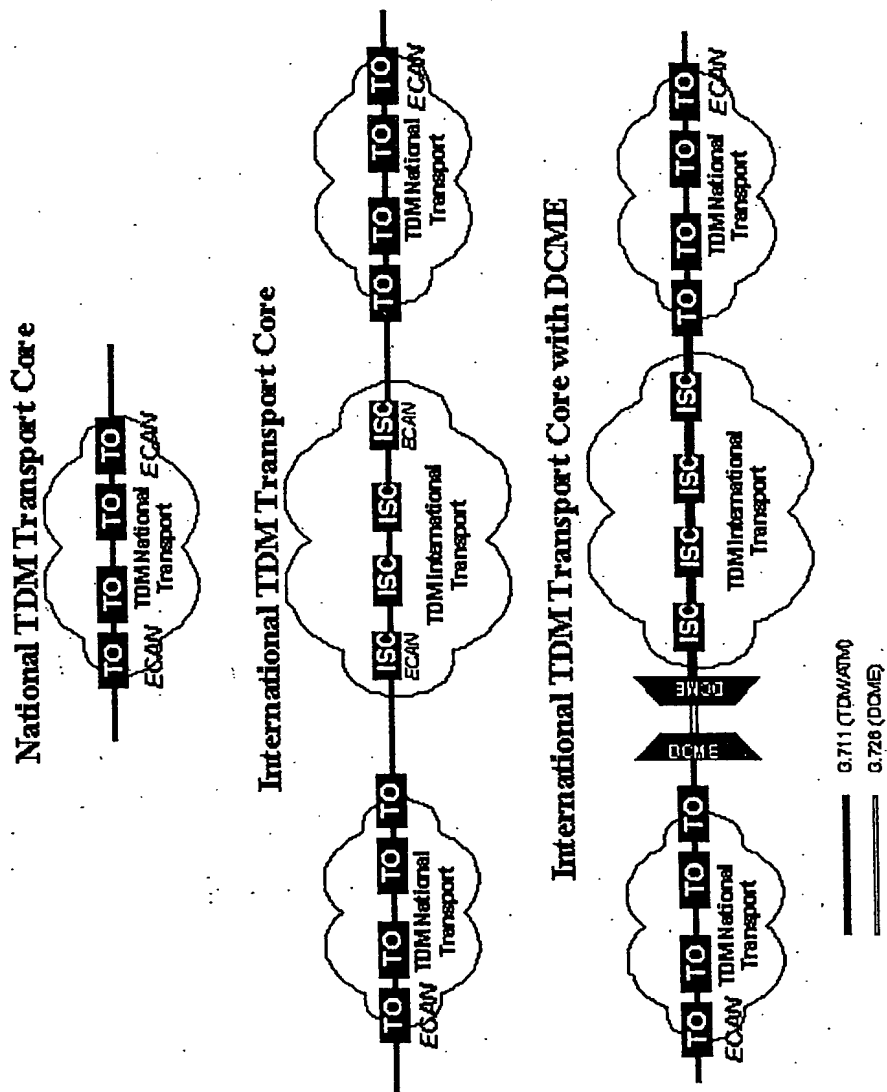 National TDM Transport Core
TO TO TO TO
ECAN ECAN
TDM National
Transport
International TDM Transport Core
TO TO TO TO
ECAN
TDM National
Transport
ISC ISC ISC ISC
ECAN ECAN
TDM International
Transport
TO TO TO TO
ECAN
TDM National
Transport
International TDM Transport Core with DCME
TO TO TO TO
ECAN
TDM National
Transport
DCME DCME
ISC ISC ISC ISC
TDM International
Transport
TO TO TO TO
ECAN
TDM National
Transport
G.711 (TDM/ATM)
G.728 (DCME)